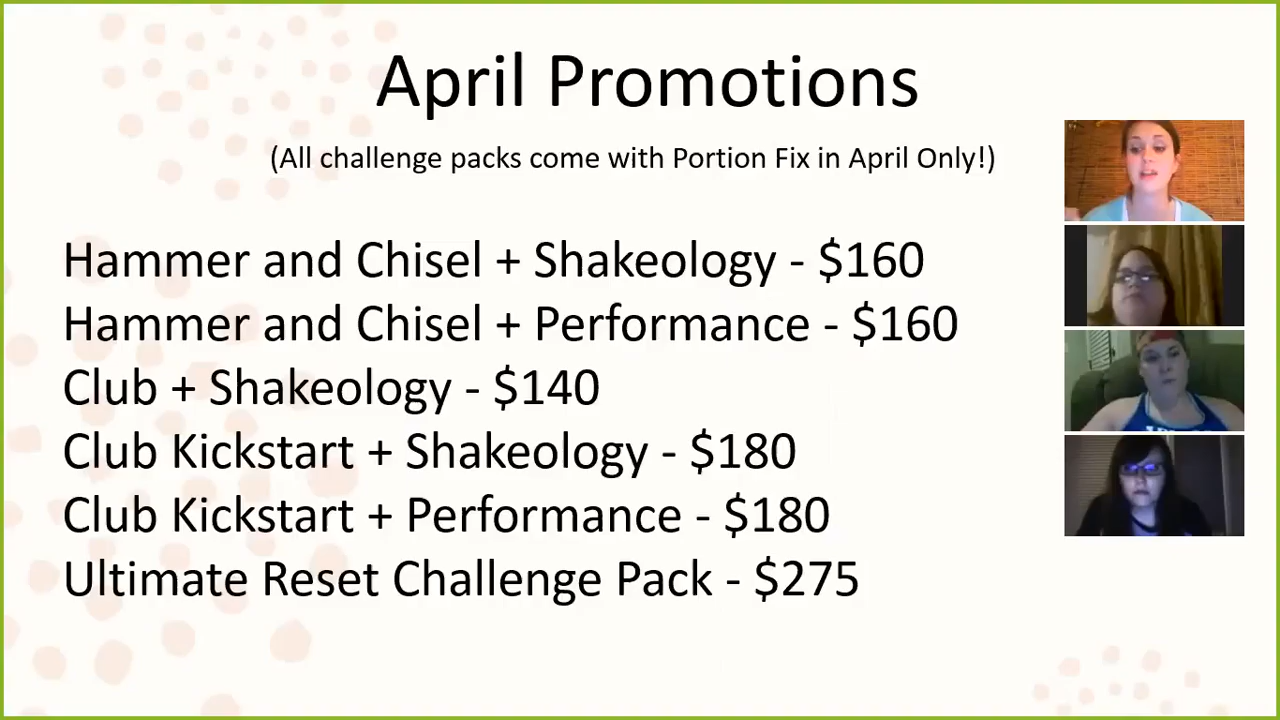 April Promotions
(All challenge packs come with Portion Fix in April Only!)
Hammer and Chisel + Shakeology - $160
Hammer and Chisel + Performance - $160
Club + Shakeology - $140
Club Kickstart + Shakeology - $180
Club Kickstart + Performance - $180
Ultimate Reset Challenge Pack - $275